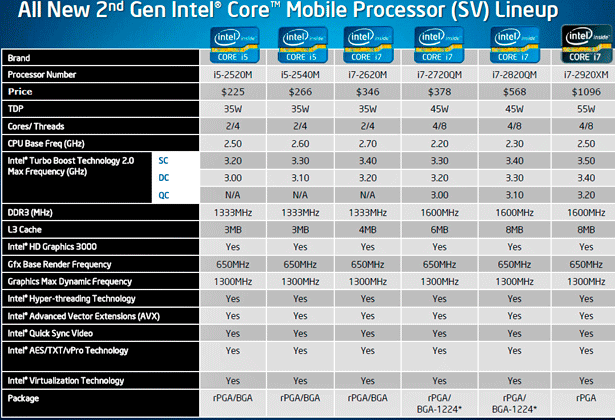 All New 2nd Gen Intel® Core™ Mobile Processor (SV) Lineup
Brand intel inside™ CORE i5 intel inside™ CORE i5 intel inside™ CORE i7 intel inside™ CORE i7 intel inside™ CORE i7 intel inside™ CORE i7
Processor Number i5-2520M i5-2540M i7-2620M i7-2720QM i7-2820QM i7-2920XM
Price $225 $266 $346 $378 $568 $1096
TDP 35W 35W 35W 45W 45W 55W
Cores/ Threads 2/4 2/4 2/4 4/8 4/8 4/8
CPU Base Freq (GHz) 2.50 2.60 2.70 2.20 2.30 2.50
Intel® Turbo Boost Technology 2.0 SC 3.20 3.30 3.40 3.30 3.40 3.50
Max Frequency (GHz) DC 3.00 3.10 3.20 3.20 3.30 3.40
QC N/A N/A N/A 3.00 3.10 3.20
DDR3 (MHz) 1333MHz 1333MHz 1333MHz 1600MHz 1600MHz 1600MHz
L3 Cache 3MB 3MB 4MB 6MB 8MB 8MB
Intel® HD Graphics 3000 Yes Yes Yes Yes Yes Yes
Gfx Base Render Frequency 650MHz 650MHz 650MHz 650MHz 650MHz 650MHz
Graphics Max Dynamic Frequency 1300MHz 1300MHz 1300MHz 1300MHz 1300MHz 1300MHz
Intel® Hyper-threading Technology Yes Yes Yes Yes Yes Yes
Intel® Advanced Vector Extensions (AVX) Yes Yes Yes Yes Yes Yes
Intel® Quick Sync Video Yes Yes Yes Yes Yes Yes
Intel® AES/TXT/vPro Technology Yes Yes Yes Yes Yes Yes
Intel® Virtualization Technology Yes Yes Yes Yes Yes Yes
Package rPGA/BGA rPGA/BGA rPGA/BGA rPGA/ rPGA/ rPGA
BGA-1224* BGA-1224*